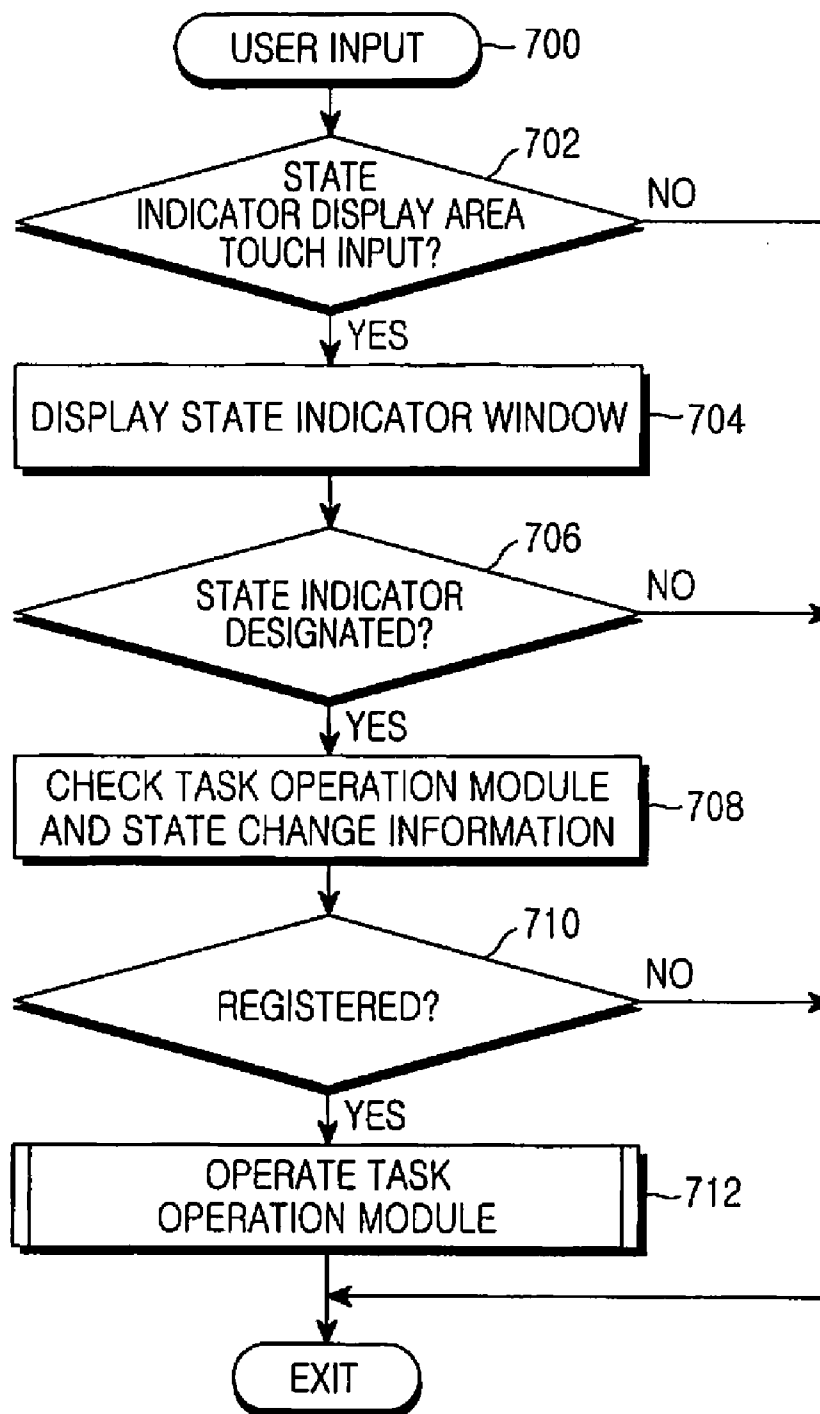 USER INPUT
700
702
STATE
INDICATOR DISPLAY AREA
TOUCH INPUT?
NO
YES
DISPLAY STATE INDICATOR WINDOW
704
706
STATE INDICATOR
DESIGNATED?
NO
YES
CHECK TASK OPERATION MODULE
AND STATE CHANGE INFORMATION
708
710
REGISTERED?
NO
YES
OPERATE TASK
OPERATION MODULE
712
EXIT